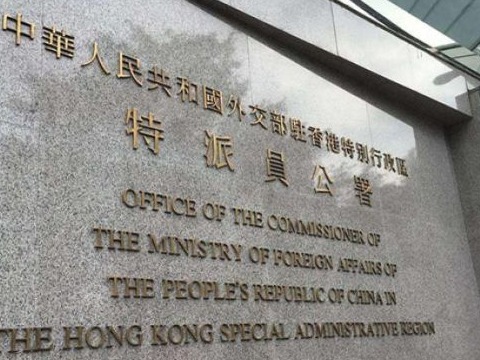 中華人民共和國外交部駐香港特別行政區
特派員公署
OFFICE OF THE COMMISSIONER OF
THE MINISTRY OF FOREIGN AFFAIRS OF
THE PEOPLE'S REPUBLIC OF CHINA IN
THE HONG KONG SPECIAL ADMINISTRATIVE REGION